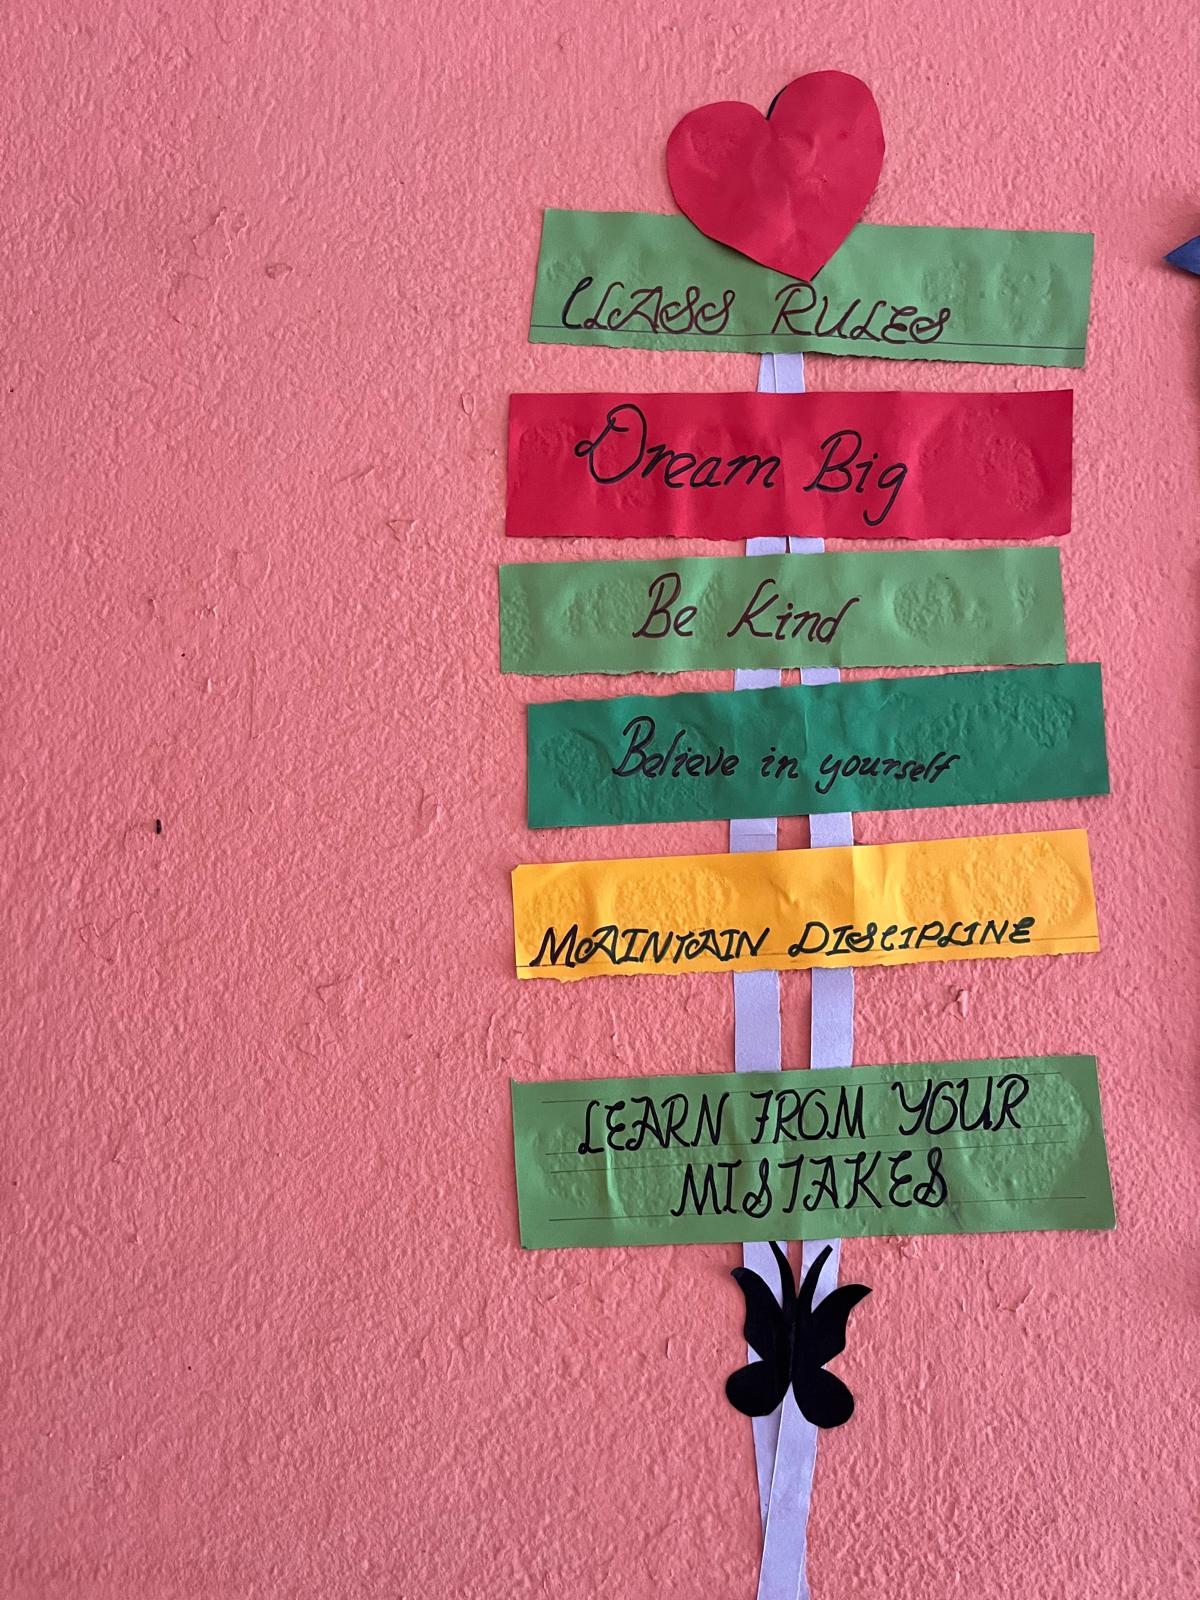 CLASS RULES
Dream Big
Be Kind
Believe in yourself
MAINTAIN DISCIPLINE
LEARN FROM YOUR
MISTAKES